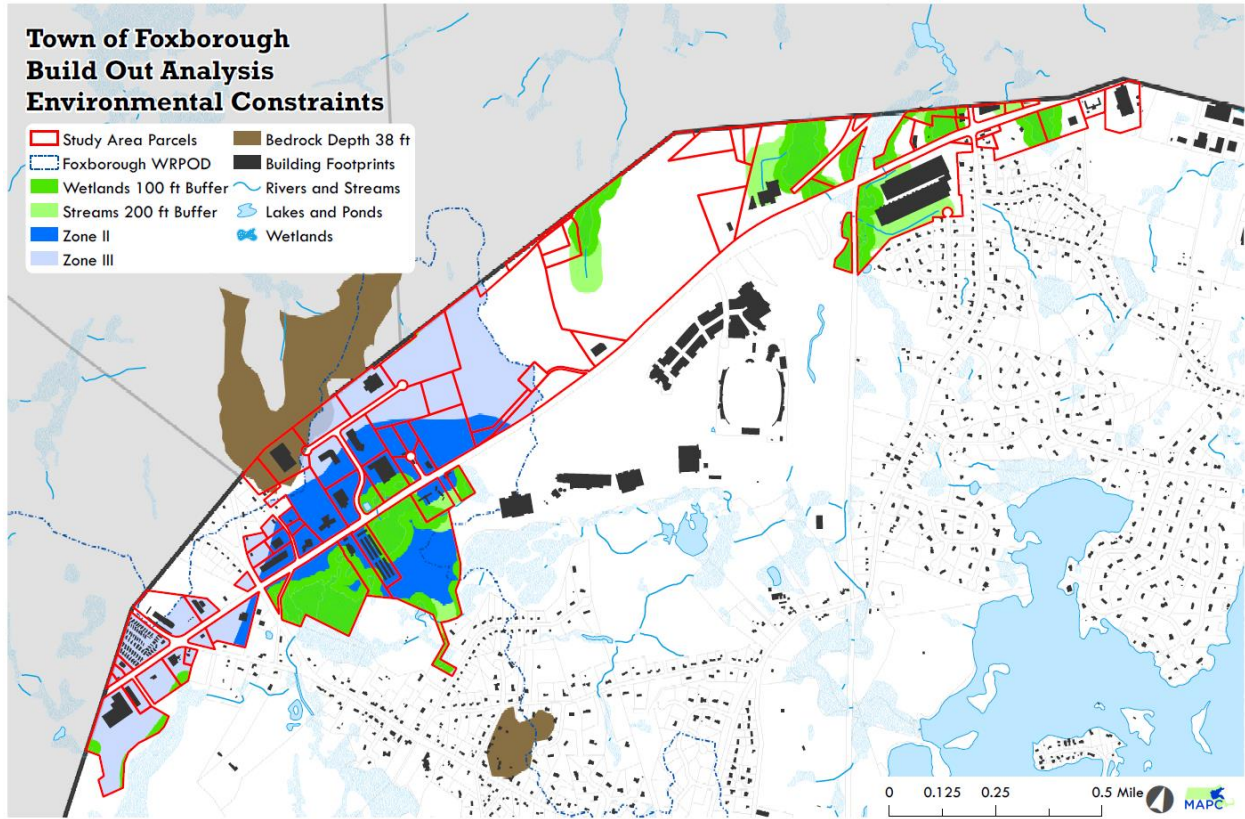 Town of Foxborough
Build Out Analysis
Environmental Constraints
Study Area Parcels
Foxborough WRPOD
Wetlands 100 ft Buffer
Streams 200 ft Buffer
Zone II
Zone III
Bedrock Depth 38 ft
Building Footprints
Rivers and Streams
Lakes and Ponds
Wetlands
0 0.125 0.25 0.5 Mile
MAPC